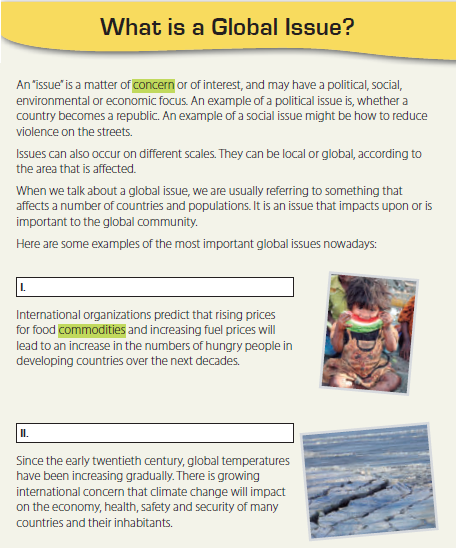 What is a Global Issue?
An “issue” is a matter of concern or of interest, and may have a political, social,
environmental or economic focus. An example of a political issue is, whether a
country becomes a republic. An example of a social issue might be how to reduce
violence on the streets.
Issues can also occur on different scales. They can be local or global, according to
the area that is affected.
When we talk about a global issue, we are usually referring to something that
affects a number of countries and populations. It is an issue that impacts upon or is
important to the global community.
Here are some examples of the most important global issues nowadays:
I.
International organizations predict that rising prices
for food commodities and increasing fuel prices will
lead to an increase in the numbers of hungry people in
developing countries over the next decades.
II.
Since the early twentieth century, global temperatures
have been increasing gradually. There is growing
international concern that climate change will impact
on the economy, health, safety and security of many
countries and their inhabitants.